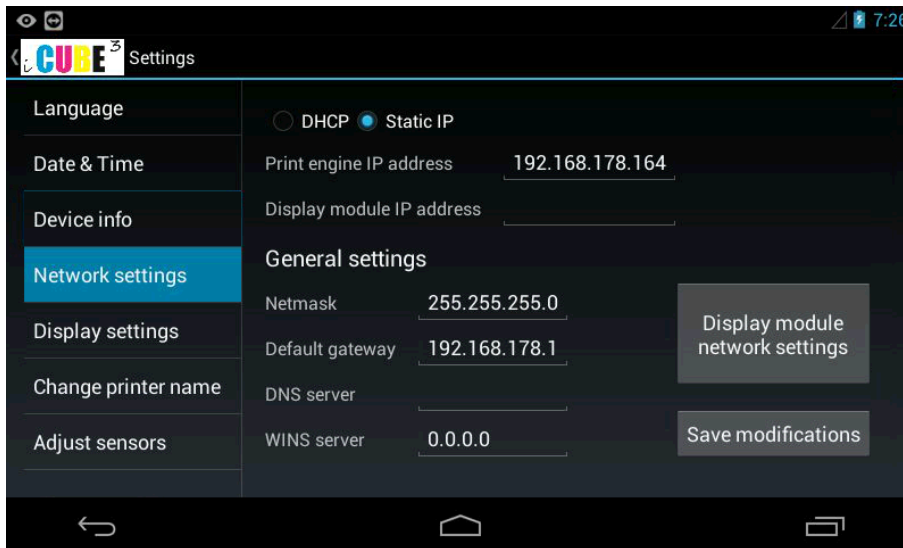 7:26
iCUBE3 Settings
Language
Date & Time
Device info
Network settings
Display settings
Change printer name
Adjust sensors
DHCP Static IP
Print engine IP address 192.168.178.164
Display module IP address
General settings
Netmask 255.255.255.0
Default gateway 192.168.178.1
DNS server
WINS server 0.0.0.0
Display module
network settings
Save modifications